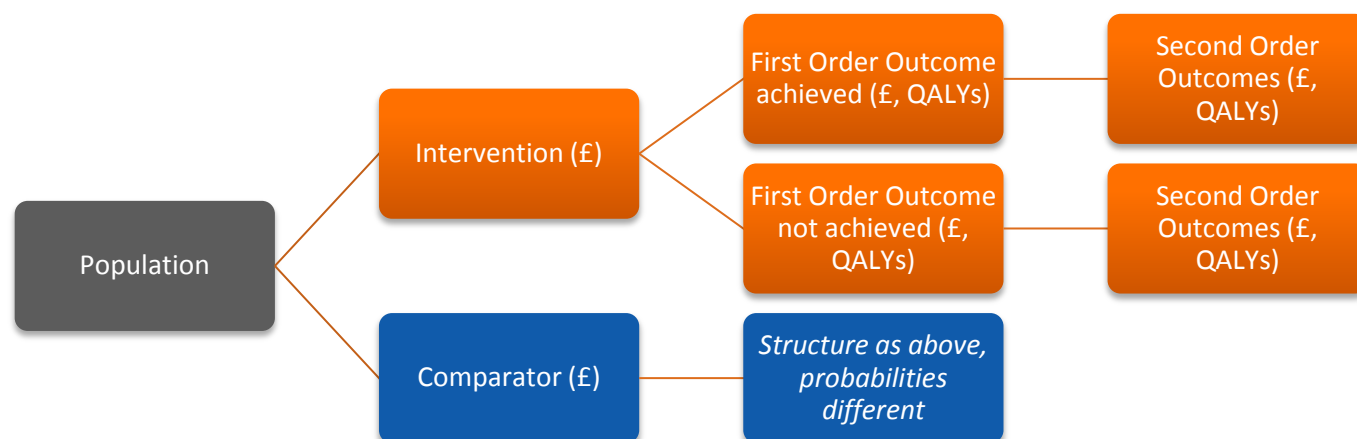 Population
Intervention (£)
First Order Outcome
achieved (£, QALYs)
Second Order
Outcomes (£,
QALYs)
First Order Outcome
not achieved (£,
QALYs)
Second Order
Outcomes (£,
QALYs)
Comparator (£)
Structure as above,
probabilities
different